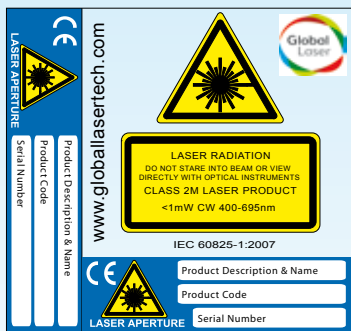 CE
LASER APERTURE
Serial Number
Product Code
Product Description & Name
www.globallasertech.com
Global
Laser
LASER RADIATION
DO NOT STARE INTO BEAM OR VIEW
DIRECTLY WITH OPTICAL INSTRUMENTS
CLASS 2M LASER PRODUCT
<1mW CW 400-695nm
IEC 60825-1:2007
CE
LASER APERTURE
Product Description & Name
Product Code
Serial Number